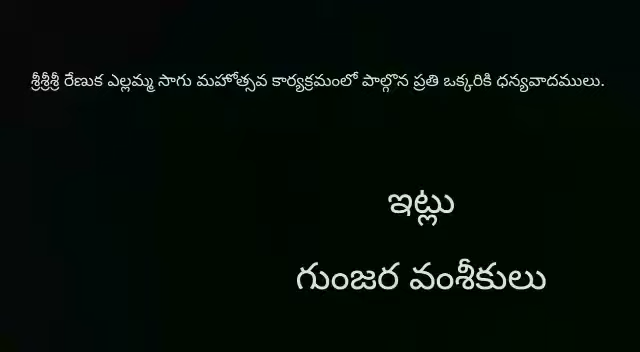 శ్రీశ్రీశ్రీ రేణుక ఎల్లమ్మ సాగు మహోత్సవ కార్యక్రమంలో పాల్గొన ప్రతి ఒక్కరికి ధన్యవాదములు.
ఇట్లు
గుంజర వంశీకులు